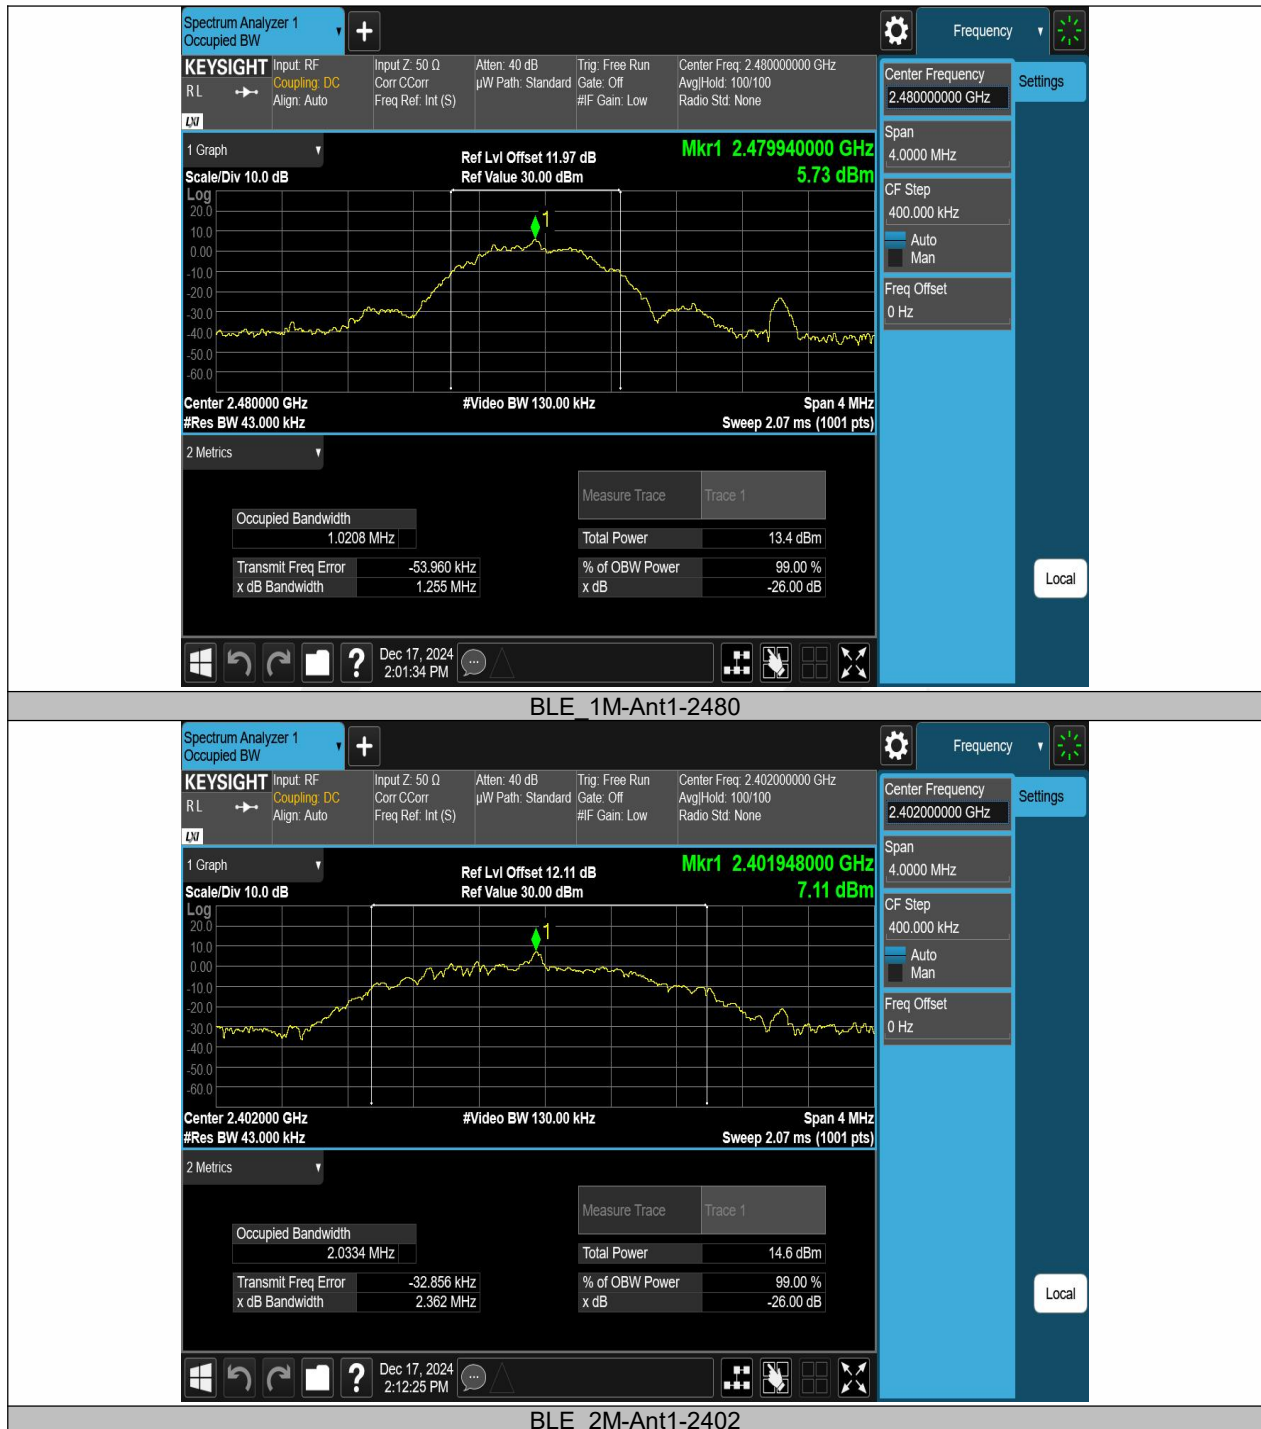 Spectrum Analyzer 1
Occupied BW
+
Frequency
KEYSIGHT
R L
LXI
Input: RF
Coupling: DC
Align: Auto
Input Z: 50 Ω
Corr CCorr
Freq Ref: Int (S)
Atten: 40 dB
µW Path: Standard
Trig: Free Run
Gate: Off
#IF Gain: Low
Center Freq: 2.480000000 GHz
Avg|Hold: 100/100
Radio Std: None
Center Frequency
2.480000000 GHz
Settings
Span
4.0000 MHz
CF Step
400.000 kHz
Auto
Man
Freq Offset
0 Hz
Local
1 Graph
Scale/Div 10.0 dB
Ref Lvl Offset 11.97 dB
Ref Value 30.00 dBm
Mkr1 2.479940000 GHz
5.73 dBm
Log
20.0
10.0
0.00
-10.0
-20.0
-30.0
-40.0
-50.0
-60.0
1
Center 2.480000 GHz
#Video BW 130.00 kHz
Span 4 MHz
#Res BW 43.000 kHz
Sweep 2.07 ms (1001 pts)
2 Metrics
Measure Trace Trace 1
Occupied Bandwidth
1.0208 MHz
Total Power 13.4 dBm
Transmit Freq Error -53.960 kHz
% of OBW Power 99.00 %
x dB Bandwidth 1.255 MHz
x dB -26.00 dB
?
Dec 17, 2024
2:01:34 PM
BLE_1M-Ant1-2480
Spectrum Analyzer 1
Occupied BW
+
Frequency
KEYSIGHT
R L
LXI
Input: RF
Coupling: DC
Align: Auto
Input Z: 50 Ω
Corr CCorr
Freq Ref: Int (S)
Atten: 40 dB
µW Path: Standard
Trig: Free Run
Gate: Off
#IF Gain: Low
Center Freq: 2.402000000 GHz
Avg|Hold: 100/100
Radio Std: None
Center Frequency
2.402000000 GHz
Settings
Span
4.0000 MHz
CF Step
400.000 kHz
Auto
Man
Freq Offset
0 Hz
Local
1 Graph
Scale/Div 10.0 dB
Ref Lvl Offset 12.11 dB
Ref Value 30.00 dBm
Mkr1 2.401948000 GHz
7.11 dBm
Log
20.0
10.0
0.00
-10.0
-20.0
-30.0
-40.0
-50.0
-60.0
1
Center 2.402000 GHz
#Video BW 130.00 kHz
Span 4 MHz
#Res BW 43.000 kHz
Sweep 2.07 ms (1001 pts)
2 Metrics
Measure Trace Trace 1
Occupied Bandwidth
2.0334 MHz
Total Power 14.6 dBm
Transmit Freq Error -32.856 kHz
% of OBW Power 99.00 %
x dB Bandwidth 2.362 MHz
x dB -26.00 dB
?
Dec 17, 2024
2:12:25 PM
BLE_2M-Ant1-2402